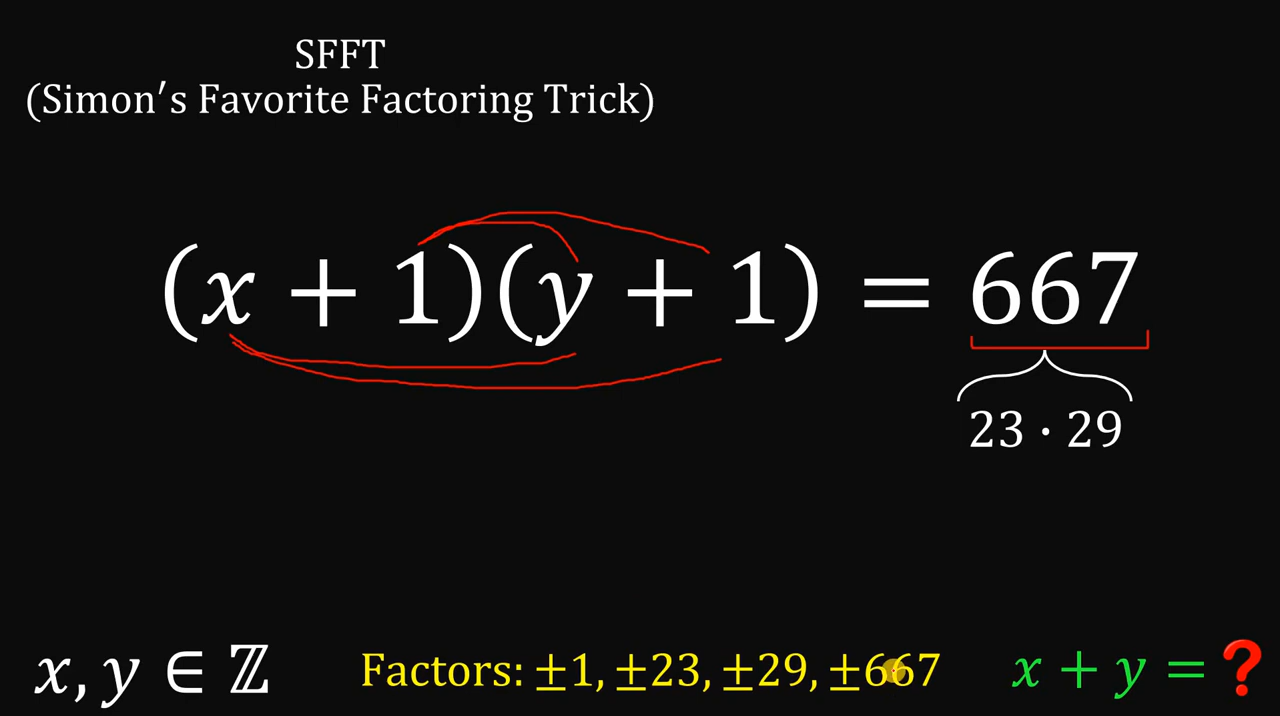 SFFT
(Simon's Favorite Factoring Trick)
(x + 1)(y + 1) = 667
23 · 29
x, y ∈ ℤ Factors: ±1, ±23, ±29, ±667 x + y = ❓